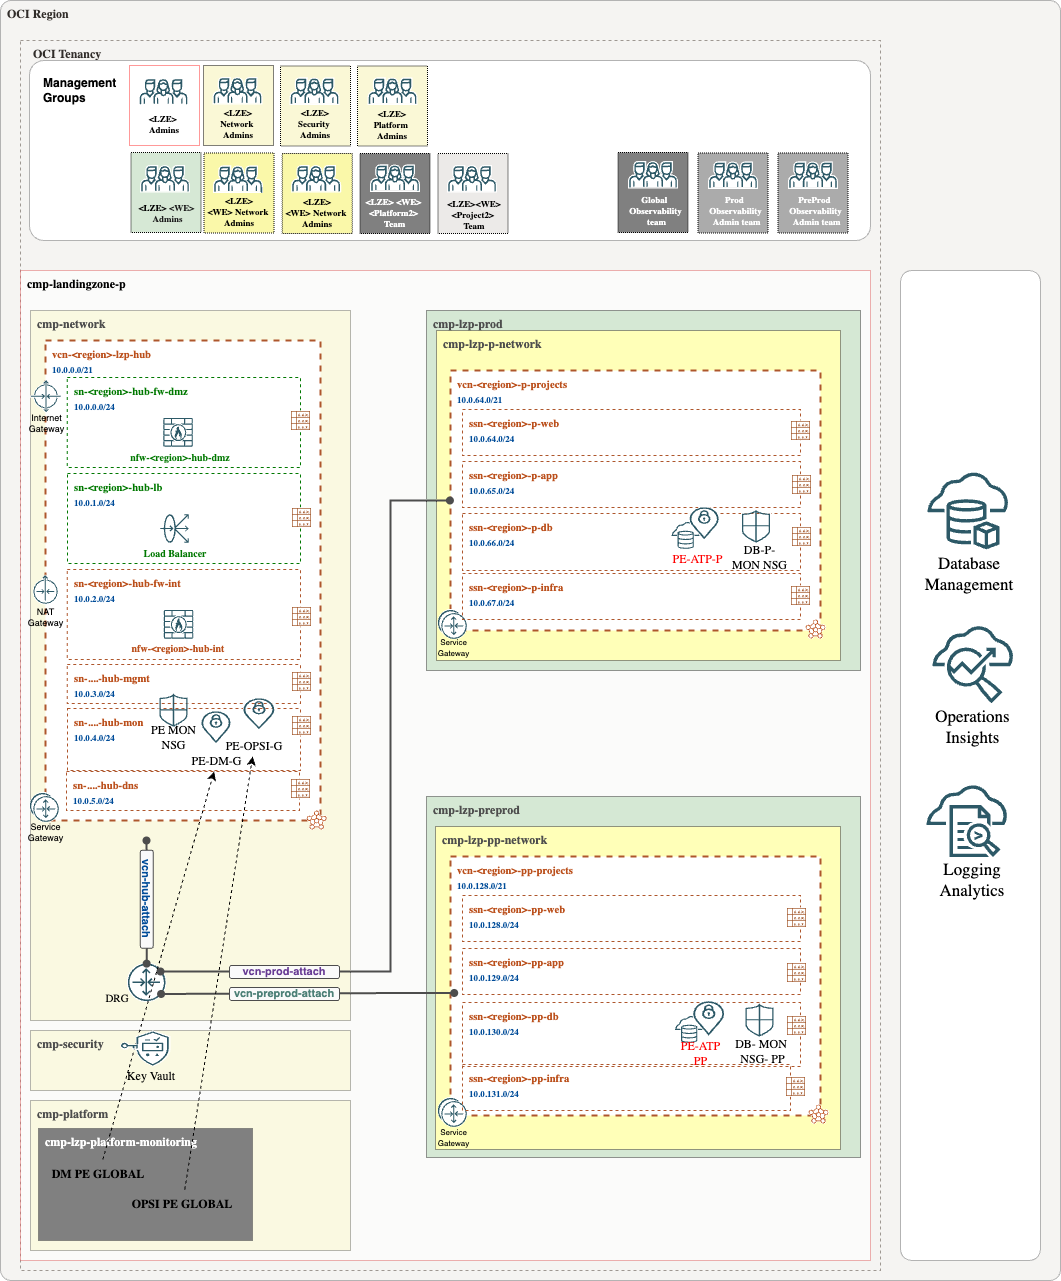 OCI Region
OCI Tenancy
Management
Groups
<LZE>
Admins
<LZE>
Network
Admins
<LZE>
Security
Admins
<LZE>
Platform
Admins
<LZE> <WE>
Admins
<LZE>
<WE> Network
Admins
<LZE>
<WE> Network
Admins
<LZE> <WE>
<Platform2>
Team
<LZE><WE>
<Project2>
Team
Global
Observability
team
Prod
Observability
Admin team
PreProd
Observability
Admin team
cmp-landingzone-p
cmp-network
vcn-<region>-lzp-hub
10.0.0.0/21
sn-<region>-hub-fw-dmz
10.0.0.0/24
Internet
Gateway
nfw-<region>-hub-dmz
sn-<region>-hub-lb
10.0.1.0/24
Load Balancer
sn-<region>-hub-fw-int
10.0.2.0/24
NAT
Gateway
nfw-<region>-hub-int
sn-....-hub-mgmt
10.0.3.0/24
sn-....-hub-mon
10.0.4.0/24
PE MON
NSG
PE-OPSI-G
PE-DM-G
sn-....-hub-dns
10.0.5.0/24
Service
Gateway
vcn-hub-attach
DRG
vcn-prod-attach
vcn-preprod-attach
cmp-security
Key Vault
cmp-platform
cmp-lzp-platform-monitoring
DM PE GLOBAL
OPSI PE GLOBAL
cmp-lzp-prod
cmp-lzp-p-network
vcn-<region>-p-projects
10.0.64.0/21
ssn-<region>-p-web
10.0.64.0/24
ssn-<region>-p-app
10.0.65.0/24
ssn-<region>-p-db
10.0.66.0/24
PE-ATP-P
DB-P-
MON NSG
ssn-<region>-p-infra
10.0.67.0/24
Service
Gateway
cmp-lzp-preprod
cmp-lzp-pp-network
vcn-<region>-pp-projects
10.0.128.0/21
ssn-<region>-pp-web
10.0.128.0/24
ssn-<region>-pp-app
10.0.129.0/24
ssn-<region>-pp-db
10.0.130.0/24
PE-ATP
PP
DB- MON
NSG- PP
ssn-<region>-pp-infra
10.0.131.0/24
Service
Gateway
Database
Management
Operations
Insights
Logging
Analytics